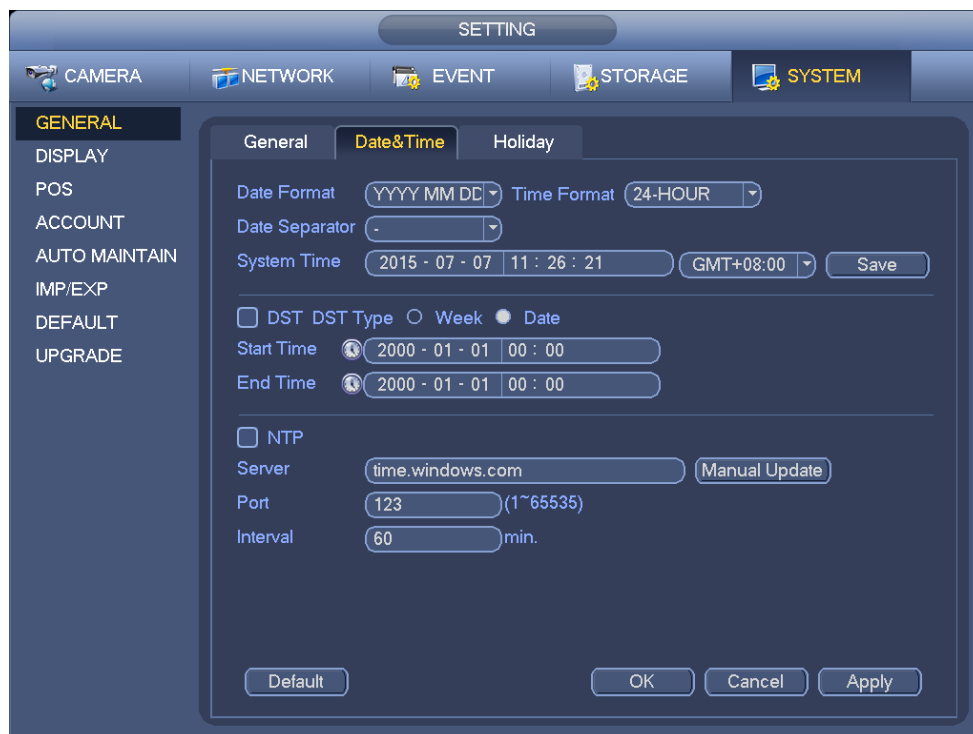 SETTING
CAMERA NETWORK EVENT STORAGE SYSTEM
GENERAL
DISPLAY
POS
ACCOUNT
AUTO MAINTAIN
IMP/EXP
DEFAULT
UPGRADE
General Date&Time Holiday
Date Format YYYY MM DD Time Format 24-HOUR
Date Separator -
System Time 2015 - 07 - 07 11 : 26 : 21 GMT+08:00 Save
DST DST Type Week Date
Start Time 2000 - 01 - 01 00 : 00
End Time 2000 - 01 - 01 00 : 00
NTP
Server time.windows.com Manual Update
Port 123 (1~65535)
Interval 60 min.
Default OK Cancel Apply